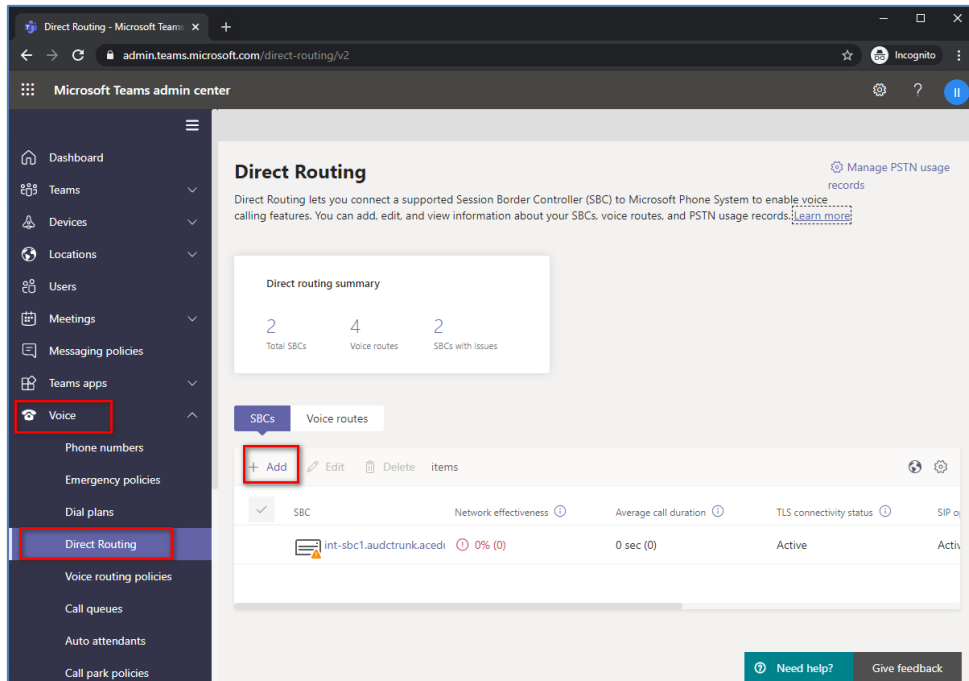 Direct Routing - Microsoft Teams
admin.teams.microsoft.com/direct-routing/v2
Incognito
Microsoft Teams admin center
II
Dashboard
Teams
Devices
Locations
Users
Meetings
Messaging policies
Teams apps
Voice
Phone numbers
Emergency policies
Dial plans
Direct Routing
Voice routing policies
Call queues
Auto attendants
Call park policies
Direct Routing
Manage PSTN usage
records
Direct Routing lets you connect a supported Session Border Controller (SBC) to Microsoft Phone System to enable voice
calling features. You can add, edit, and view information about your SBCs, voice routes, and PSTN usage records. Learn more
Direct routing summary
2 4 2
Total SBCs Voice routes SBCs with issues
SBCs Voice routes
+ Add Edit Delete items
SBC Network effectiveness Average call duration TLS connectivity status SIP
int-sbc1.audctrunk.aced 0% (0) 0 sec (0) Active Activ
Need help? Give feedback